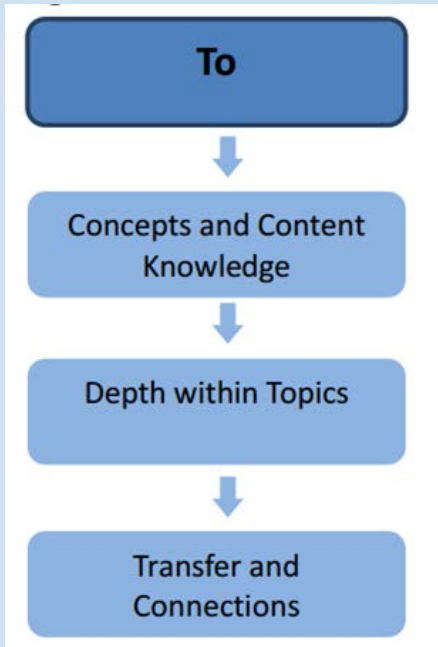 To
Concepts and Content
Knowledge
Depth within Topics
Transfer and
Connections